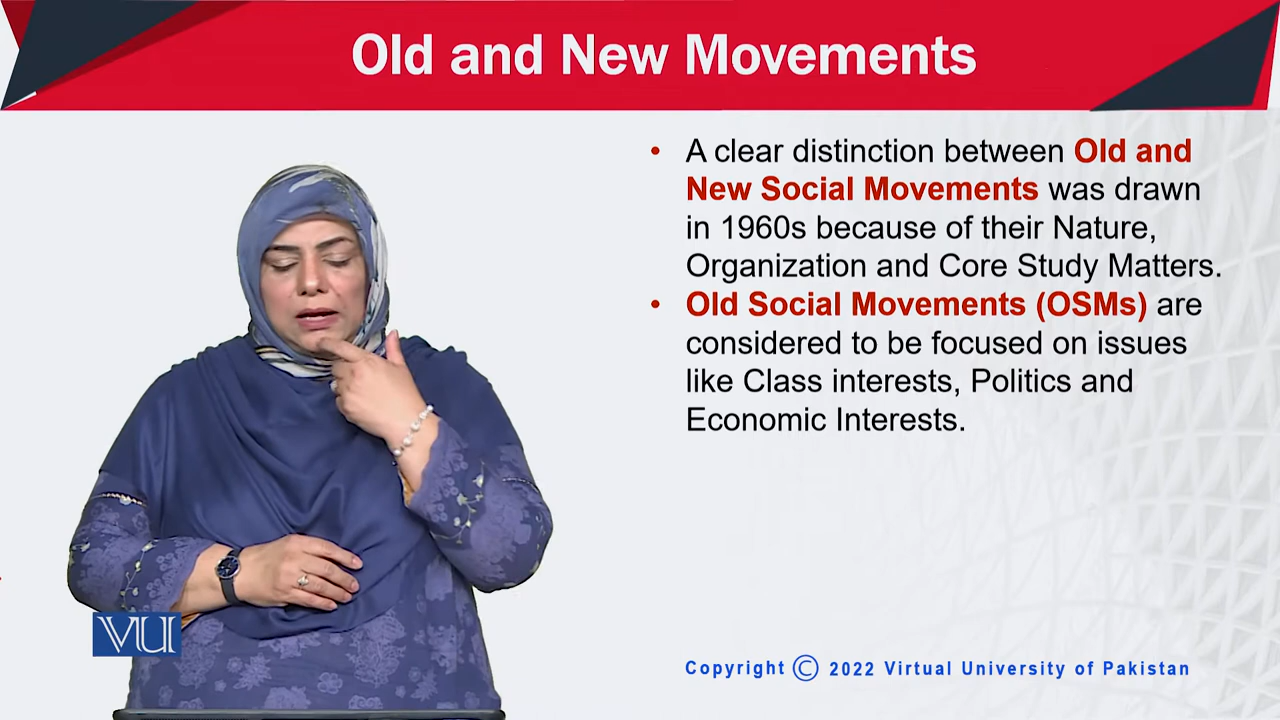 Old and New Movements
• A clear distinction between Old and
New Social Movements was drawn
in 1960s because of their Nature,
Organization and Core Study Matters.
• Old Social Movements (OSMs) are
considered to be focused on issues
like Class interests, Politics and
Economic Interests.
VU
Copyright © 2022 Virtual University of Pakistan